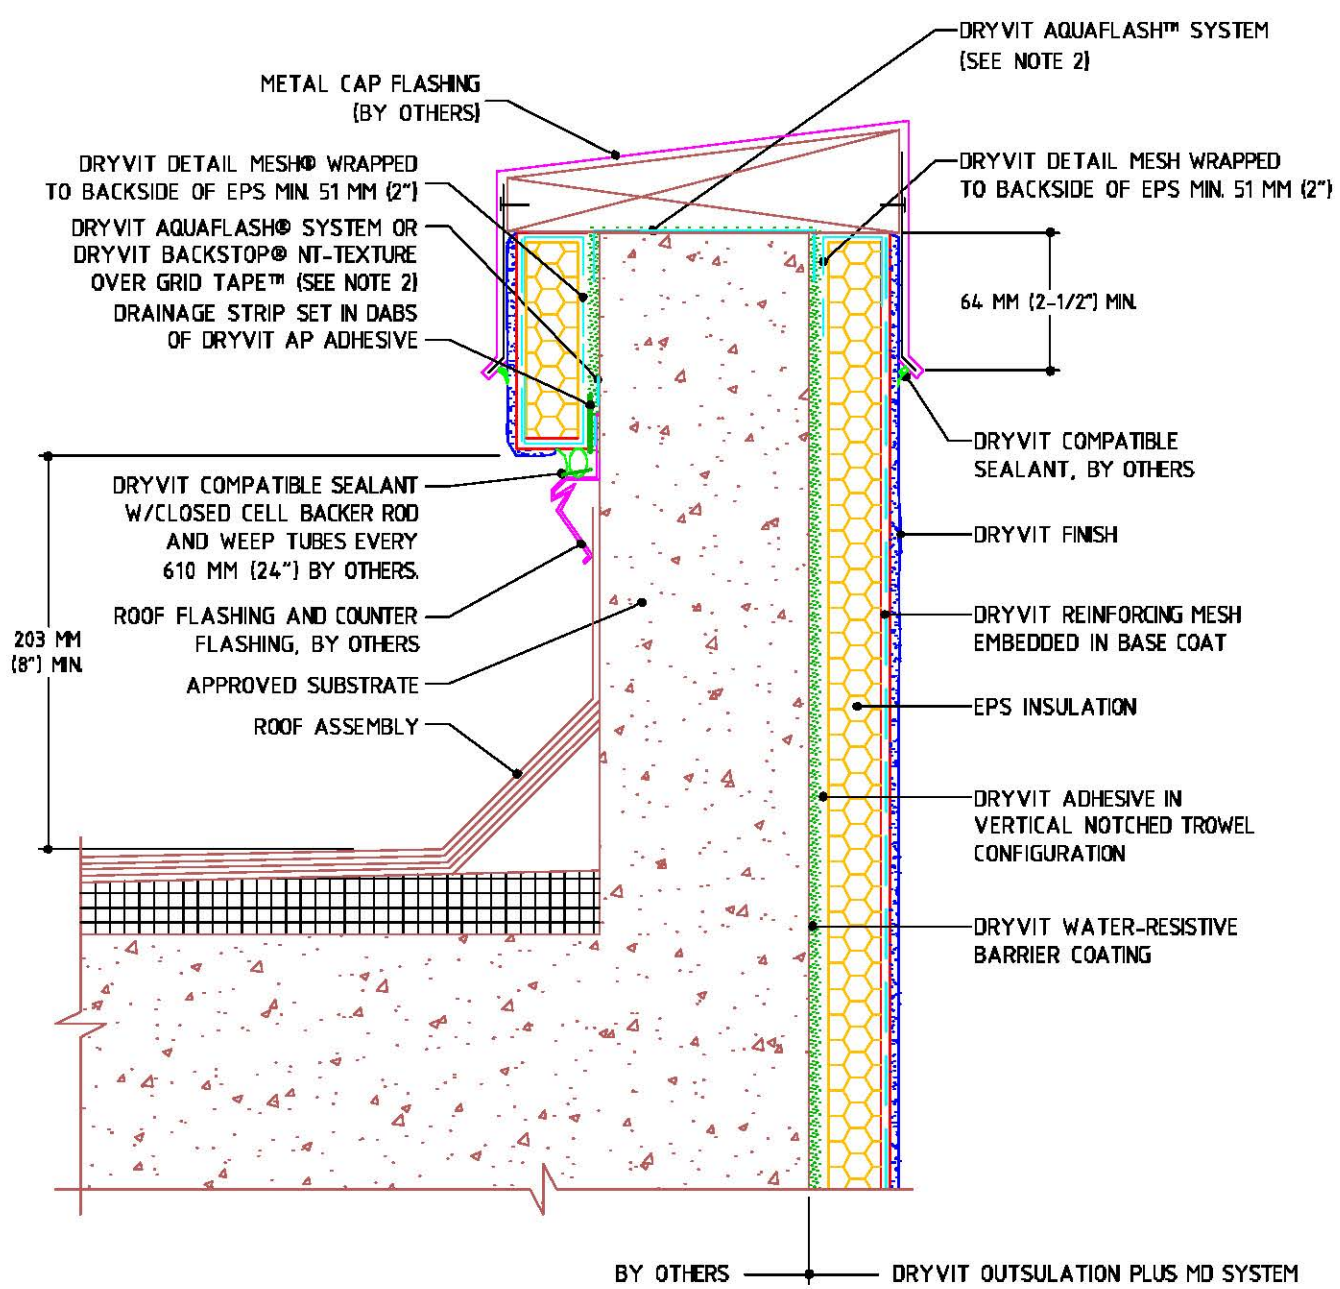 DRYVIT AQUAFLASH™ SYSTEM
(SEE NOTE 2)
METAL CAP FLASHING
(BY OTHERS)
DRYVIT DETAIL MESH® WRAPPED
TO BACKSIDE OF EPS MIN. 51 MM (2")
DRYVIT AQUAFLASH® SYSTEM OR
DRYVIT BACKSTOP® NT-TEXTURE
OVER GRID TAPE™ (SEE NOTE 2)
DRAINAGE STRIP SET IN DABS
OF DRYVIT AP ADHESIVE
DRYVIT DETAIL MESH WRAPPED
TO BACKSIDE OF EPS MIN. 51 MM (2")
64 MM (2-1/2") MIN.
DRYVIT COMPATIBLE
SEALANT, BY OTHERS
DRYVIT COMPATIBLE SEALANT
W/CLOSED CELL BACKER ROD
AND WEEP TUBES EVERY
610 MM (24") BY OTHERS.
DRYVIT FINISH
ROOF FLASHING AND COUNTER
FLASHING, BY OTHERS
203 MM
(8") MIN.
DRYVIT REINFORCING MESH
EMBEDDED IN BASE COAT
APPROVED SUBSTRATE
ROOF ASSEMBLY
EPS INSULATION
DRYVIT ADHESIVE IN
VERTICAL NOTCHED TROWEL
CONFIGURATION
DRYVIT WATER-RESISTIVE
BARRIER COATING
BY OTHERS
DRYVIT OUTSULATION PLUS MD SYSTEM